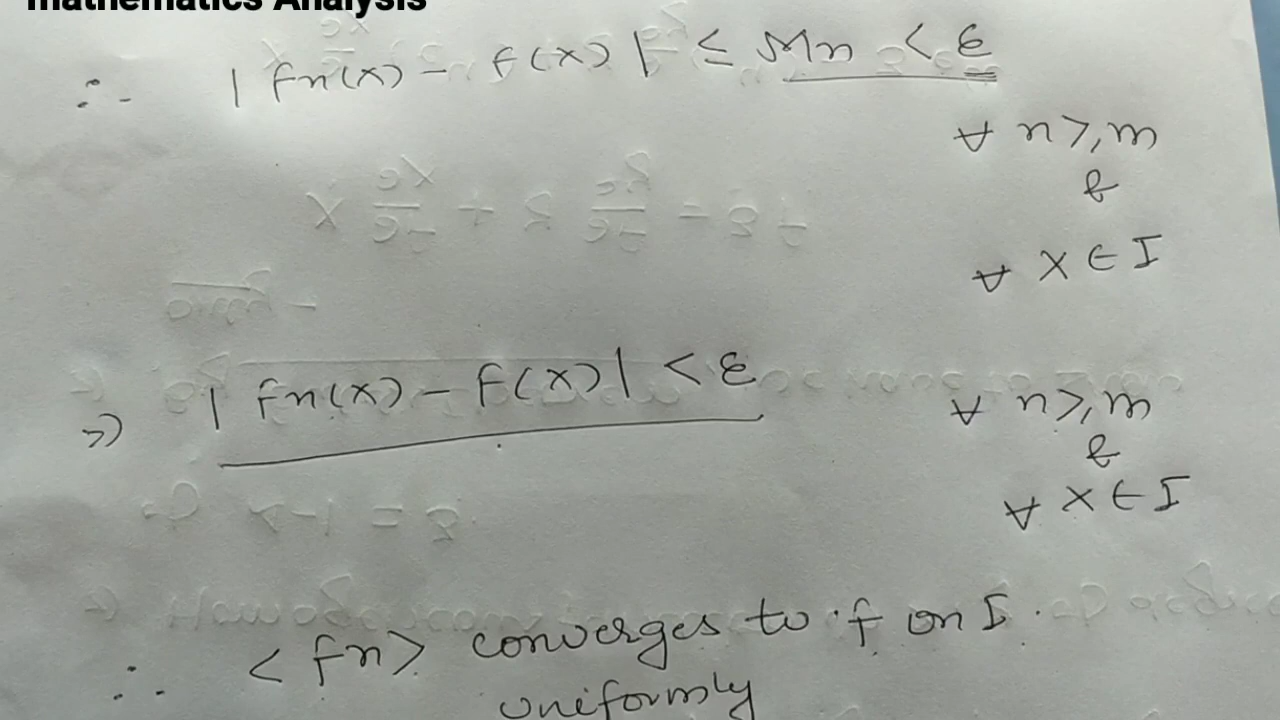 mathematics Analysis
∴ | fn(x) - f(x) | ≤ Mn < ε
∀ n ≥ m
&
∀ x ∈ I
⇒ | fn(x) - f(x) | < ε
∀ n ≥ m
&
∀ x ∈ I
∴ < fn > converges to f on I.
uniformly